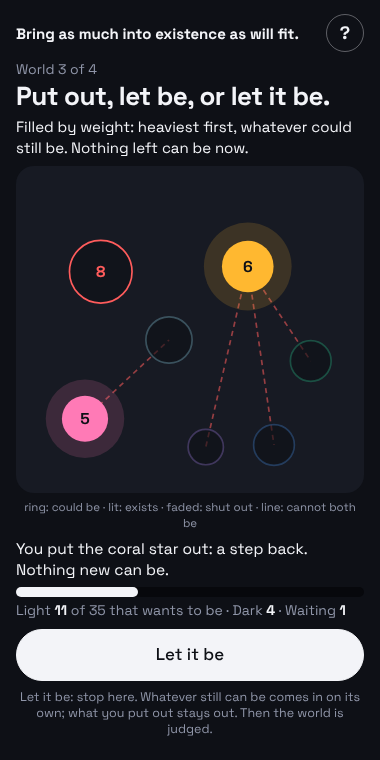 Bring as much into existence as will fit.
?
World 3 of 4
Put out, let be, or let it be.
Filled by weight: heaviest first, whatever could
still be. Nothing left can be now.
8
6
5
ring: could be · lit: exists · faded: shut out · line: cannot both
be
You put the coral star out: a step back.
Nothing new can be.
Light 11 of 35 that wants to be · Dark 4 · Waiting 1
Let it be
Let it be: stop here. Whatever still can be comes in on its
own; what you put out stays out. Then the world is
judged.